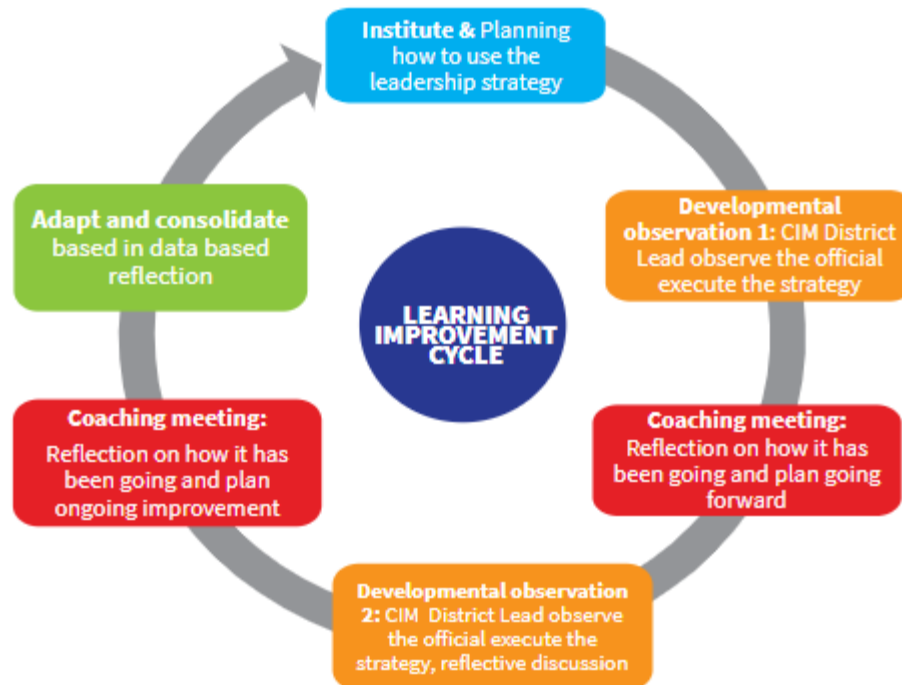 Institute & Planning
how to use the
leadership strategy
Developmental
observation 1: CIM District
Lead observe the official
execute the strategy
Coaching meeting:
Reflection on how it has
been going and plan going
forward
Developmental observation
2: CIM District Lead observe
the official execute the
strategy, reflective discussion
Coaching meeting:
Reflection on how it has
been going and plan
ongoing improvement
Adapt and consolidate
based in data based
reflection
LEARNING
IMPROVEMENT
CYCLE